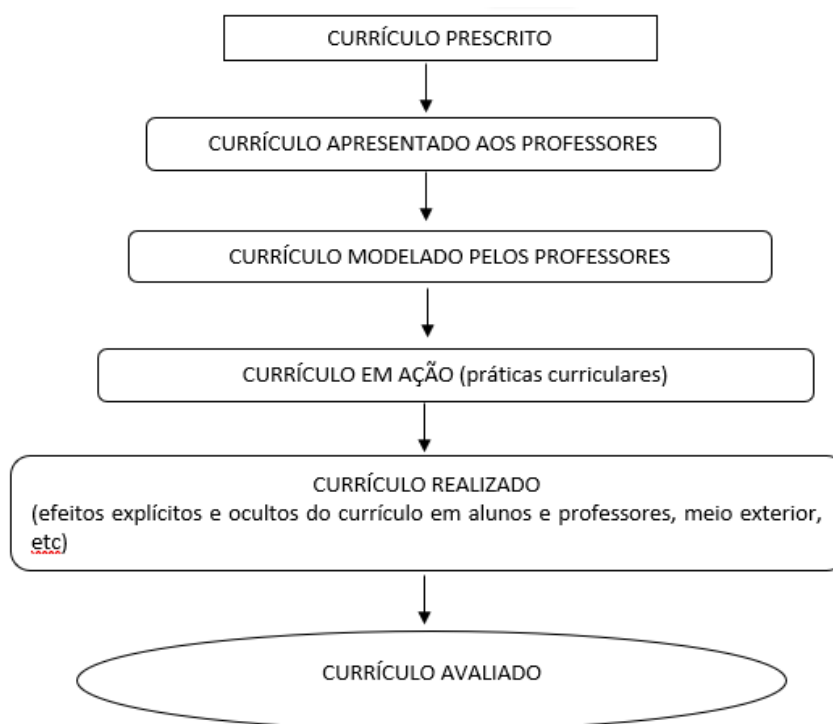 CURRÍCULO PRESCRITO
CURRÍCULO APRESENTADO AOS PROFESSORES
CURRÍCULO MODELADO PELOS PROFESSORES
CURRÍCULO EM AÇÃO (práticas curriculares)
CURRÍCULO REALIZADO
(efeitos explícitos e ocultos do currículo em alunos e professores, meio exterior,
etc)
CURRÍCULO AVALIADO